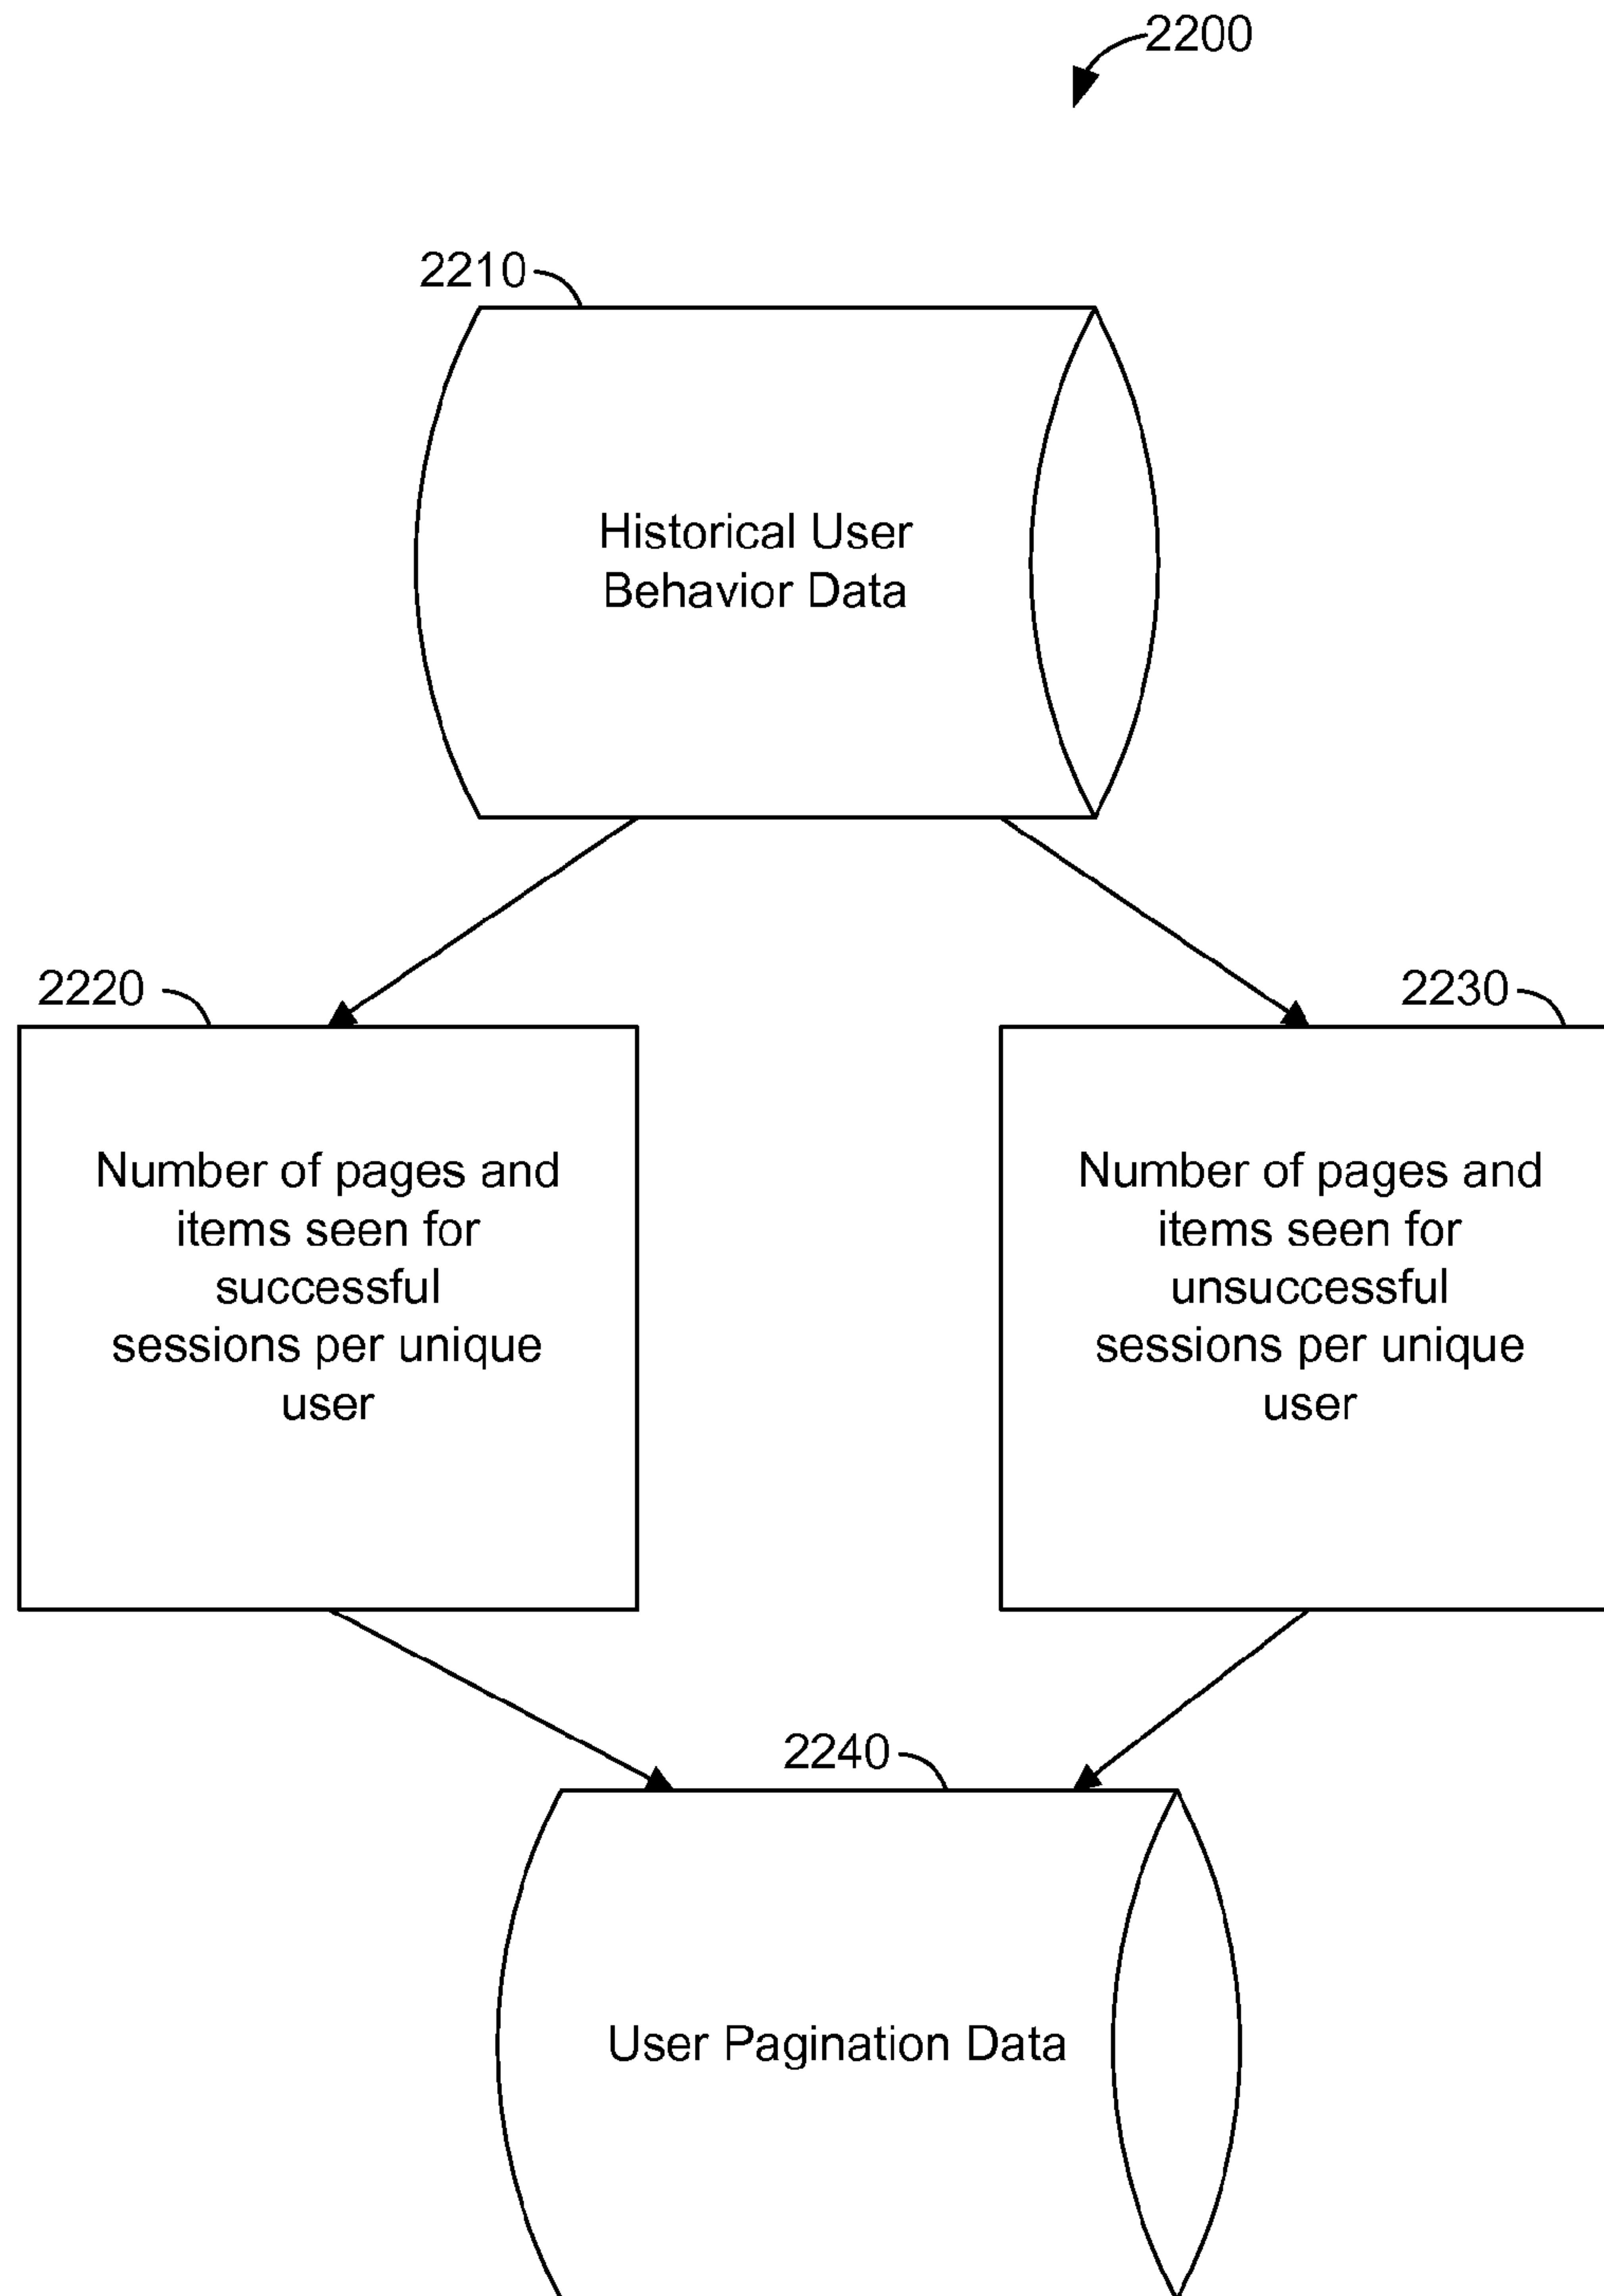 2200
2210
Historical User
Behavior Data
2220
2230
Number of pages and
items seen for
successful
sessions per unique
user
Number of pages and
items seen for
unsuccessful
sessions per unique
user
2240
User Pagination Data